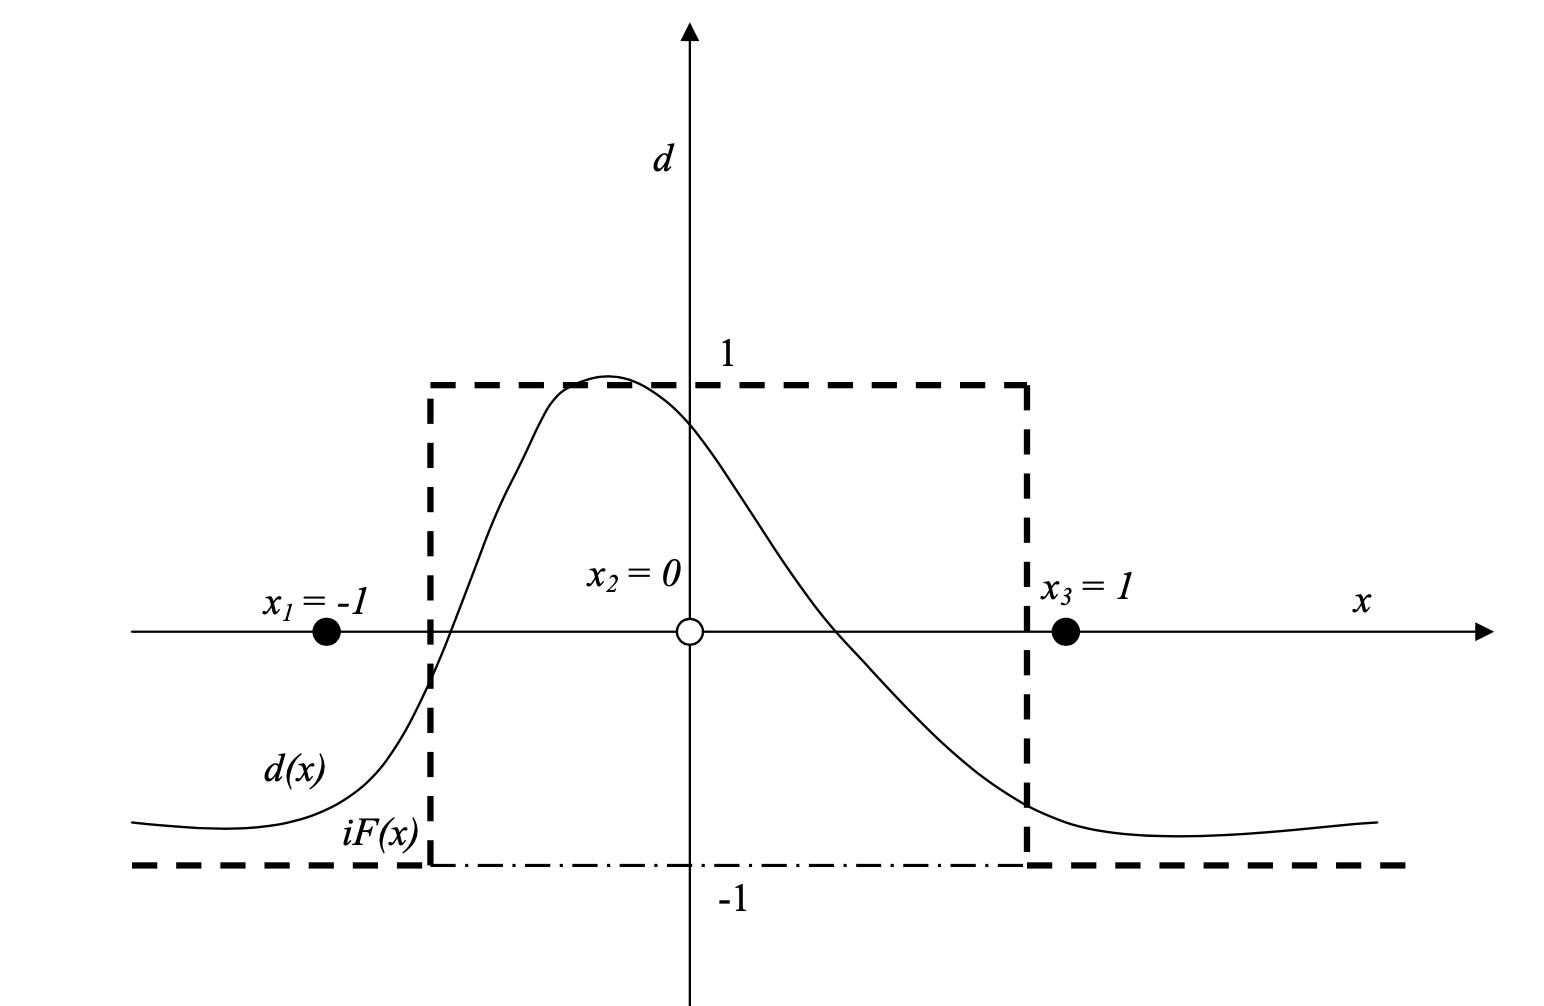 d
1
x₂ = 0
x₁ = -1
x₃ = 1
x
d(x)
iF(x)
-1